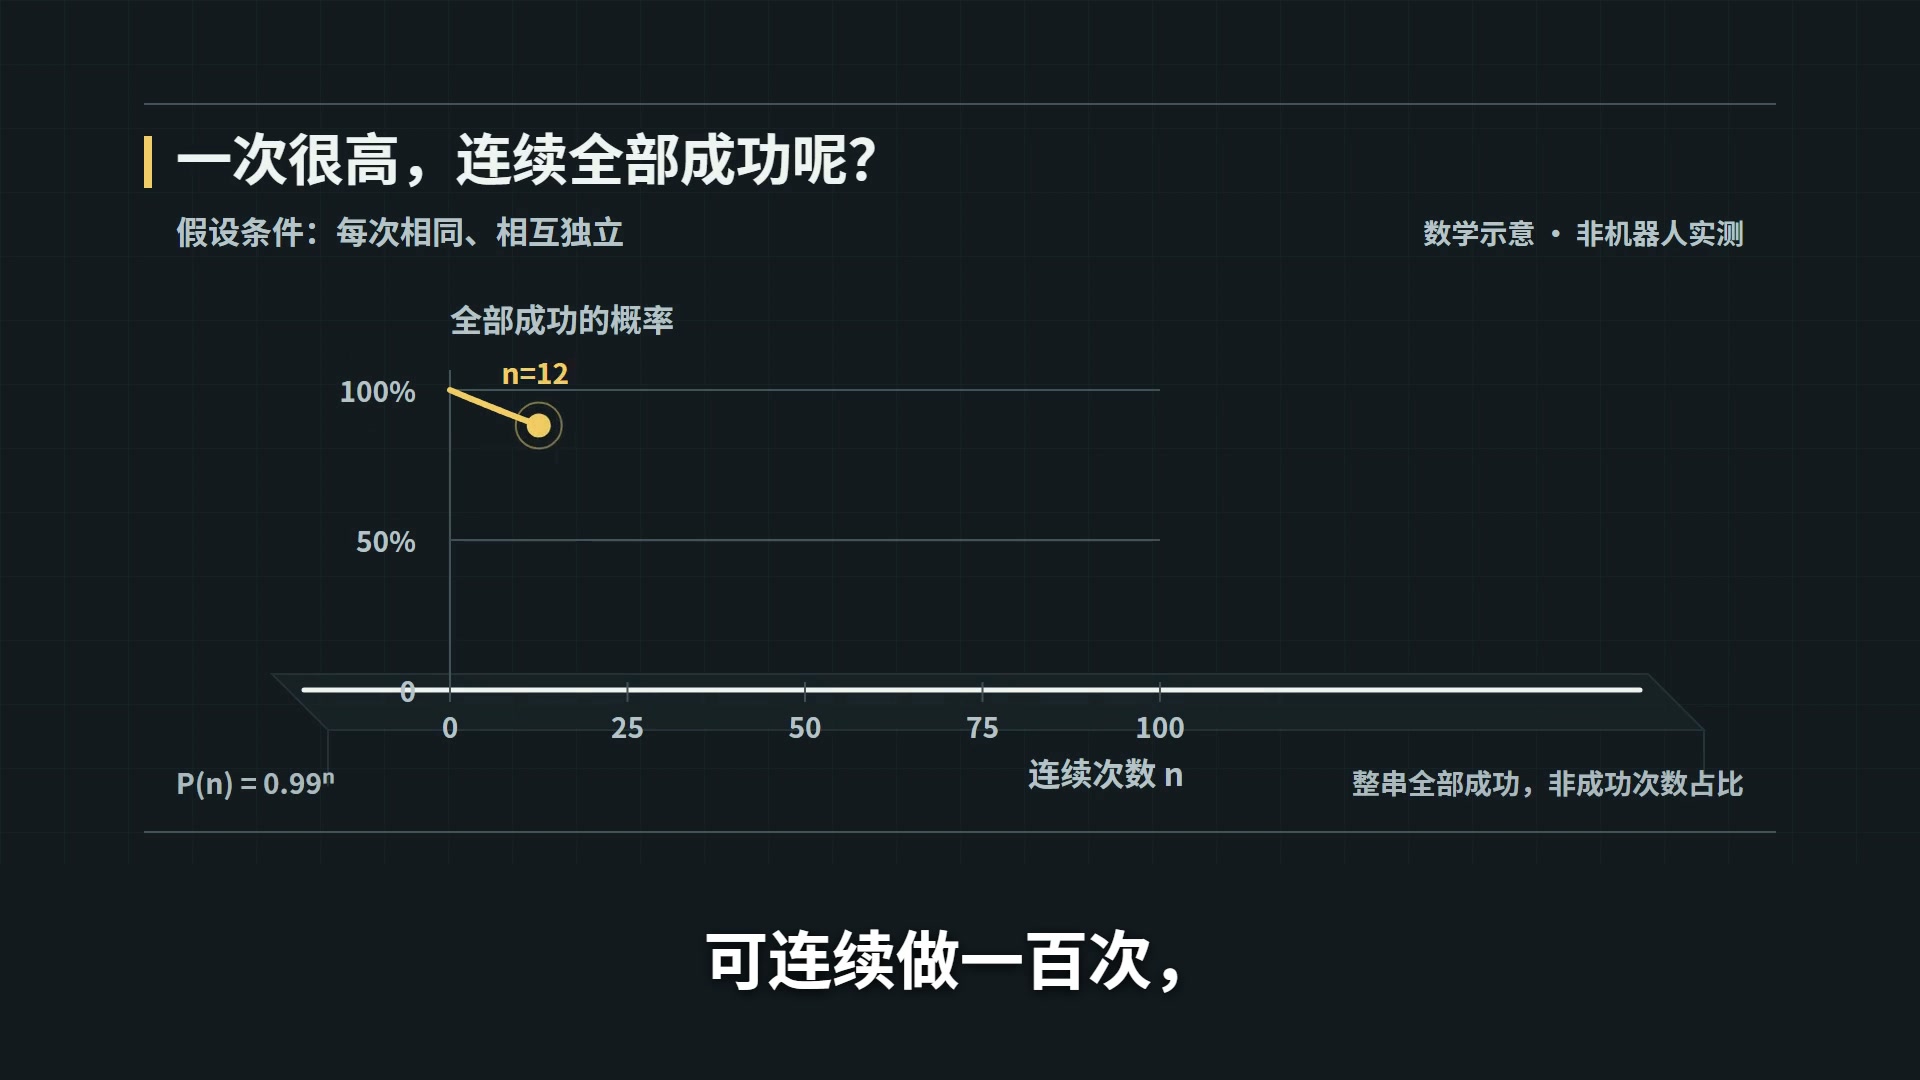 一次很高，连续全部成功呢？
假设条件：每次相同、相互独立
数学示意 • 非机器人实测
全部成功的概率
n=12
100%
50%
0
0 25 50 75 100
连续次数 n
P(n) = 0.99ⁿ
整串全部成功，非成功次数占比
可连续做一百次，